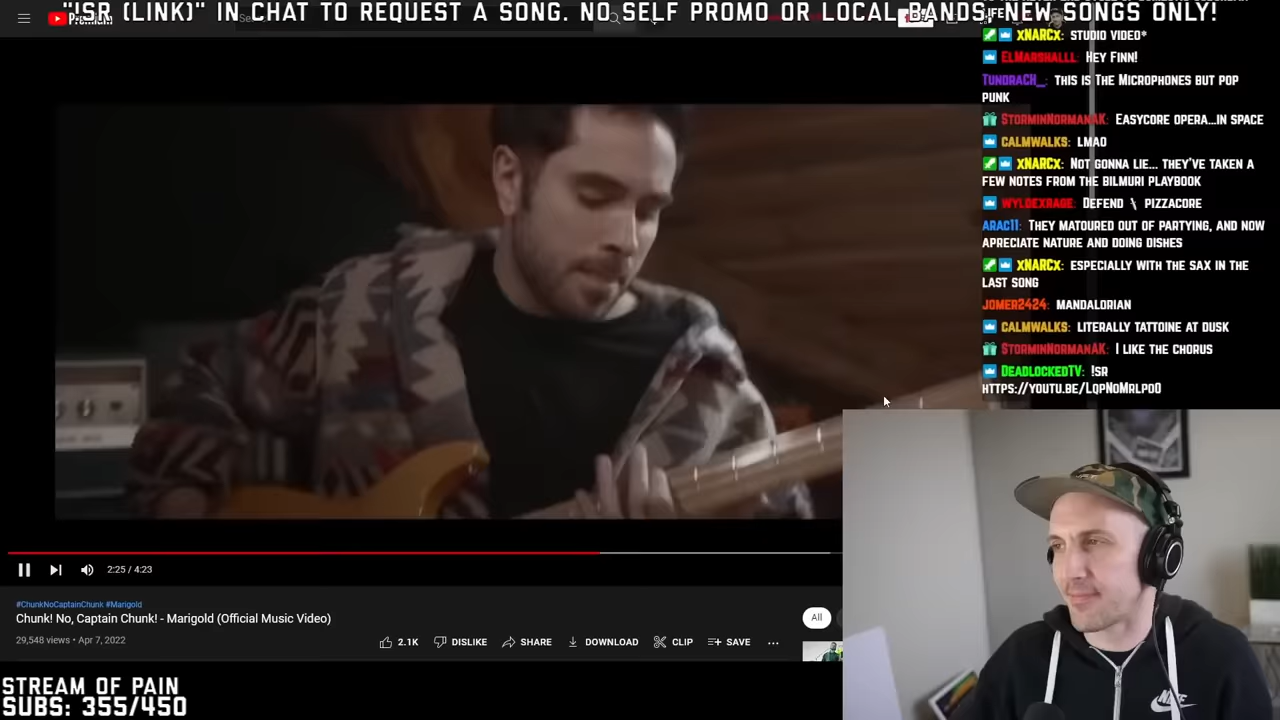 "!SR (LINK)" IN CHAT TO REQUEST A SONG. NO SELF PROMO OR LOCAL BANDS. NEW SONGS ONLY!
Premium
xNARCx: STUDIO VIDEO*
ElMarshalll: HEY FINN!
TundraCH_: THIS IS THE MICROPHONES BUT POP
PUNK
StorminNormanAK: EASYCORE OPERA...IN SPACE
CALMWALKS: LMAO
xNARCx: NOT GONNA LIE... THEY'VE TAKEN A
FEW NOTES FROM THE BILMURI PLAYBOOK
WYLDEXRAGE: DEFEND \ PIZZACORE
ARAC11: THEY MATOURED OUT OF PARTYING, AND NOW
APRECIATE NATURE AND DOING DISHES
xNARCx: ESPECIALLY WITH THE SAX IN THE
LAST SONG
JOMER2424: MANDALORIAN
CALMWALKS: LITERALLY TATTOINE AT DUSK
StorminNormanAK: I LIKE THE CHORUS
DeadlockedTV: !SR
HTTPS://YOUTU.BE/LQPNOMRLPDO
2:25 / 4:23
#ChunkNoCaptainChunk #Marigold
Chunk! No, Captain Chunk! - Marigold (Official Music Video)
All
29,548 views • Apr 7, 2022
2.1K DISLIKE SHARE DOWNLOAD CLIP SAVE
STREAM OF PAIN
SUBS: 355/450